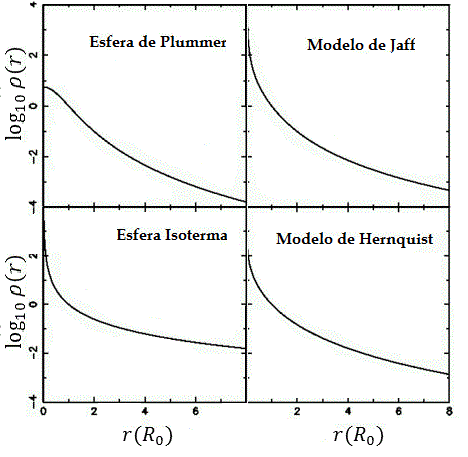 Esfera de Plummer
Modelo de Jaff
log₁₀ ρ(r)
4
2
0
-2
-4
Esfera Isoterma
Modelo de Hernquist
log₁₀ ρ(r)
2
0
-2
-4
0 2 4 6
2 4 6 8
r(R₀)
r(R₀)